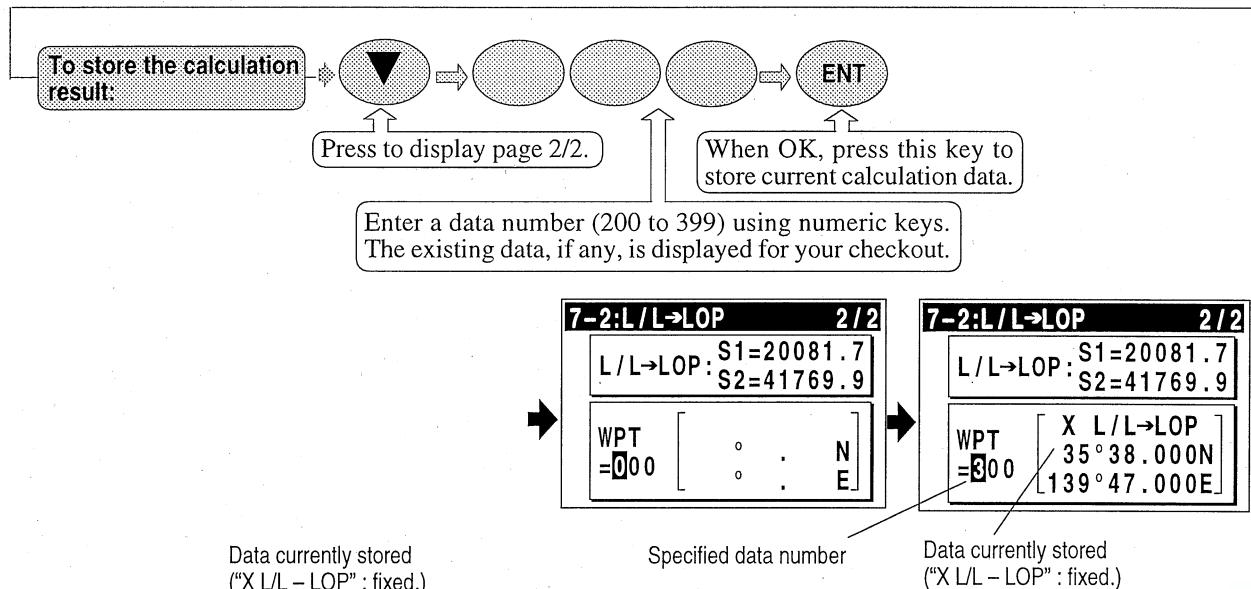 To store the calculation
result:
▼
ENT
Press to display page 2/2.
When OK, press this key to
store current calculation data.
Enter a data number (200 to 399) using numeric keys.
The existing data, if any, is displayed for your checkout.
7-2:L/L→LOP 2/2
L/L→LOP: S1=20081.7
S2=41769.9
WPT
=000
° . N
° . E
7-2:L/L→LOP 2/2
L/L→LOP: S1=20081.7
S2=41769.9
WPT
=300
X L/L→LOP
35°38.000N
139°47.000E
Data currently stored
("X L/L – LOP" : fixed.)
Specified data number
Data currently stored
("X L/L – LOP" : fixed.)